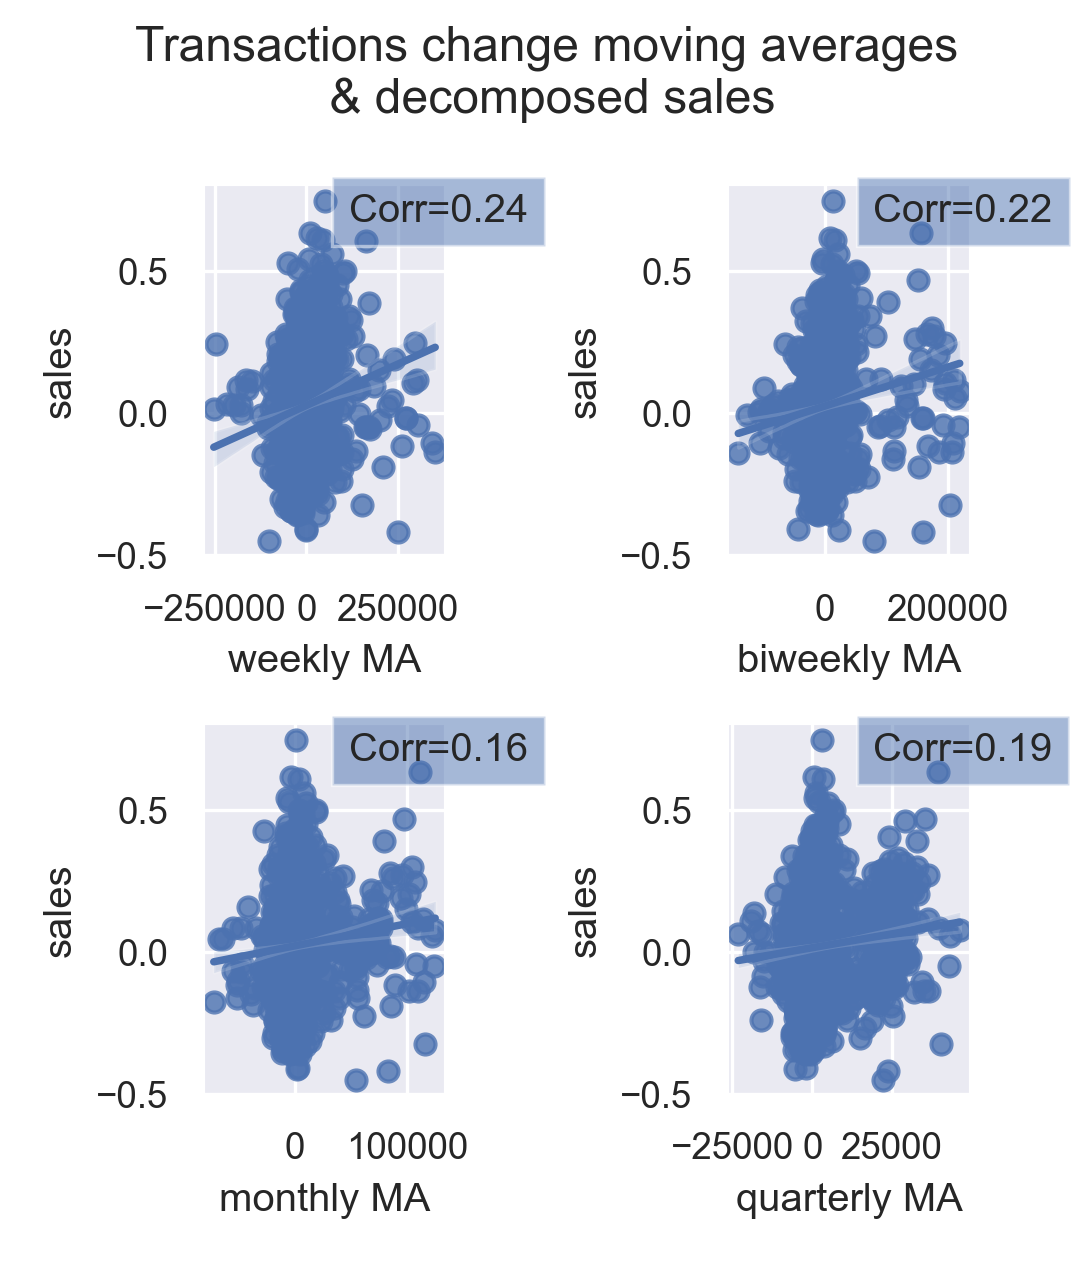 Transactions change moving averages
& decomposed sales
Corr=0.24
Corr=0.22
sales
0.5
0.0
−0.5
sales
0.5
0.0
−0.5
−250000 0 250000
0 200000
weekly MA
biweekly MA
Corr=0.16
Corr=0.19
sales
0.5
0.0
−0.5
sales
0.5
0.0
−0.5
0 100000
−25000 0 25000
monthly MA
quarterly MA